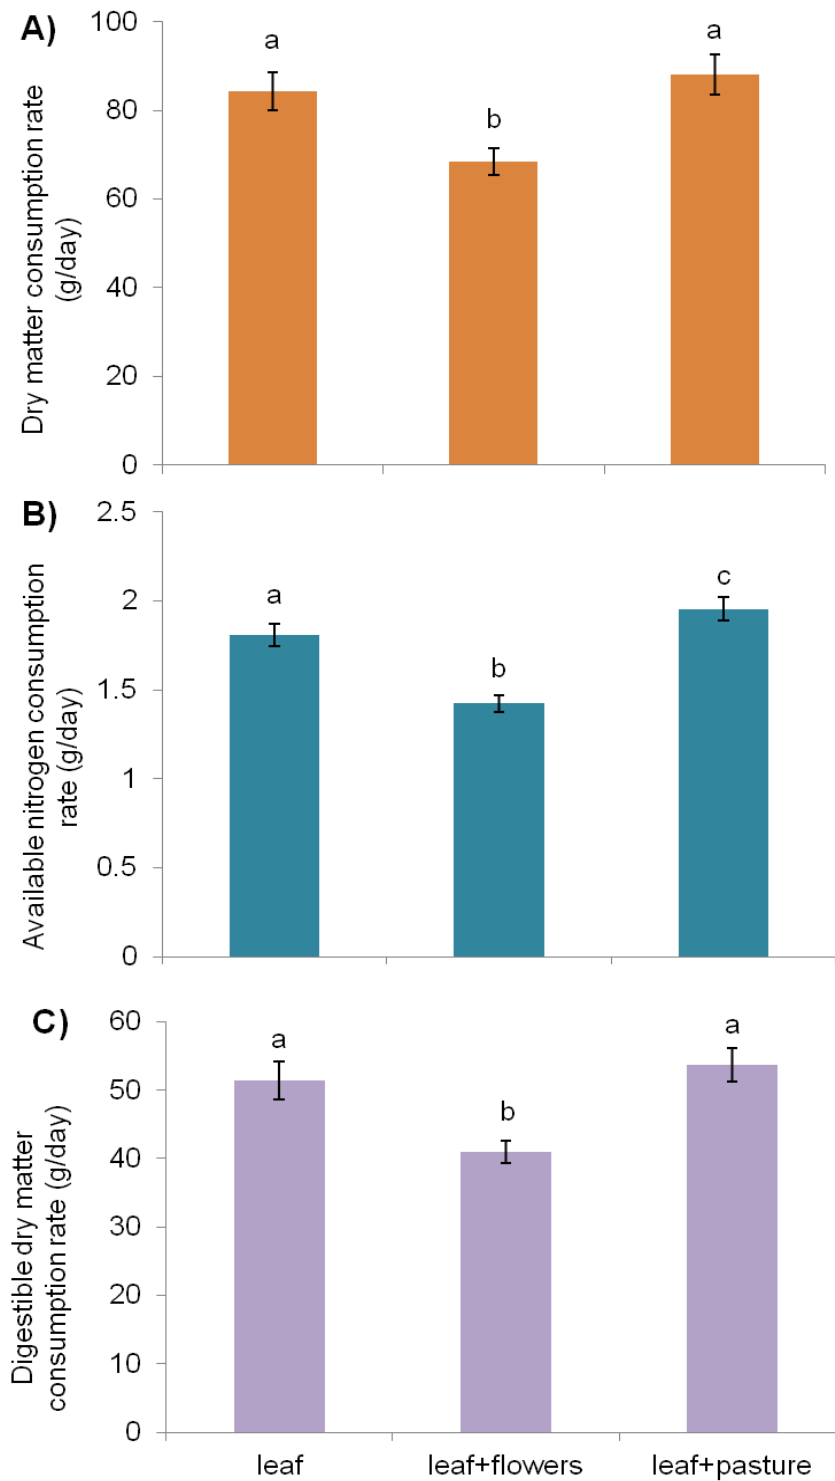 A)
Dry matter consumption rate
(g/day)
100
80
60
40
20
0
a
b
a
B)
Available nitrogen consumption
rate (g/day)
2.5
2
1.5
1
0.5
0
a
b
c
C)
Digestible dry matter
consumption rate (g/day)
60
50
40
30
20
10
0
a
b
a
leaf
leaf+flowers
leaf+pasture